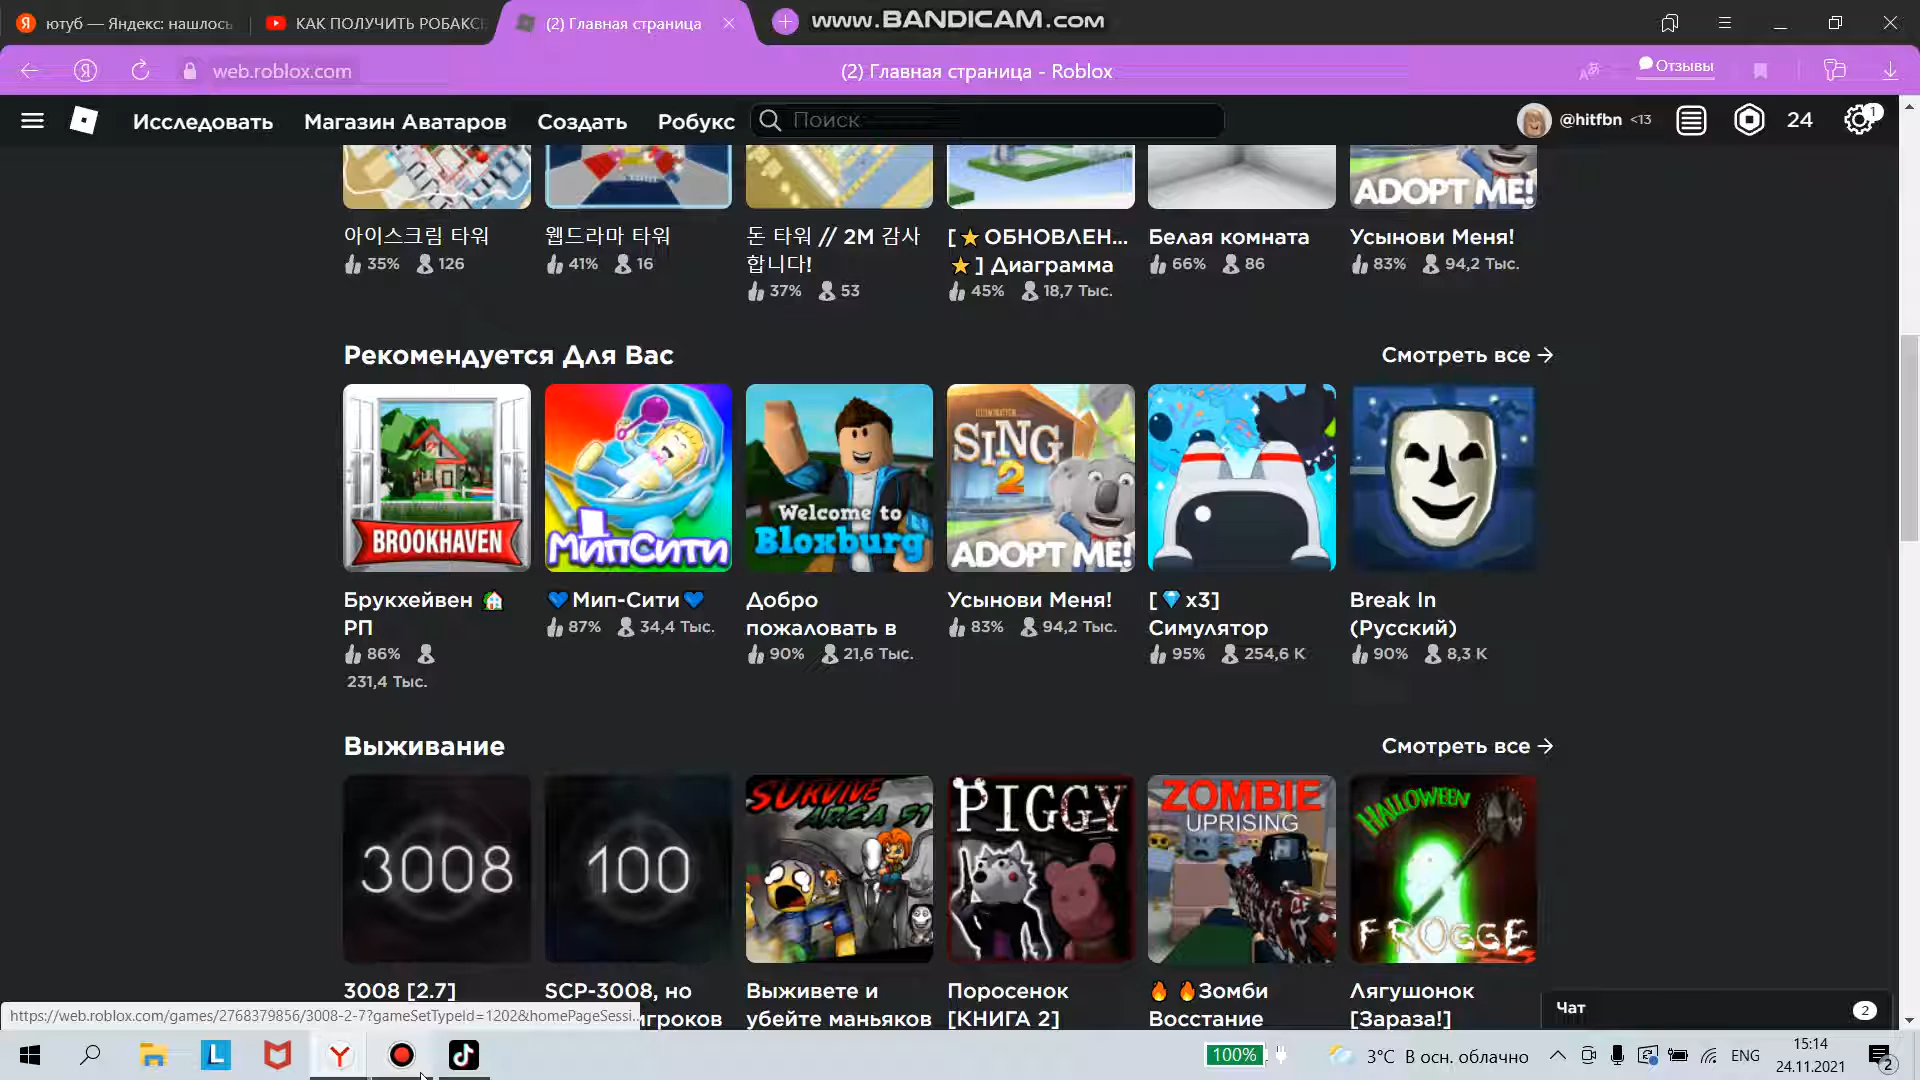 ютуб — Яндекс: нашлось
КАК ПОЛУЧИТЬ РОБАКС
(2) Главная страница
www.BANDICAM.com
web.roblox.com
(2) Главная страница - Roblox
Отзывы
Исследовать
Магазин Аватаров
Создать
Робукс
Поиск
@hitfbn <13
24
1
ADOPT ME!
아이스크림 타워
웹드라마 타워
돈 타워 // 2M 감사
합니다!
[⭐ОБНОВЛЕН...
⭐] Диаграмма
Белая комната
Усынови Меня!
35% 126
41% 16
37% 53
45% 18,7 Тыс.
66% 86
83% 94,2 Тыс.
Рекомендуется Для Вас
Смотреть все →
BROOKHAVEN
МипСити
Welcome to
Bloxburg
ILLUMINATION
SiNG
2
ADOPT ME!
Брукхейвен 🏠
РП
86%
231,4 Тыс.
💙Мип-Сити💙
87% 34,4 Тыс.
Добро
пожаловать в
90% 21,6 Тыс.
Усынови Меня!
83% 94,2 Тыс.
[💎x3]
Симулятор
95% 254,6 K
Break In
(Русский)
90% 8,3 K
Выживание
Смотреть все →
3008
100
SURVIVE
AREA 51
PIGGY
ZOMBIE
UPRISING
HALLOWEEN
FROGGE
3008 [2.7]
SCP-3008, но
игроков
Выживете и
убейте маньяков
Поросенок
[КНИГА 2]
🔥 🔥Зомби
Восстание
Лягушонок
[Зараза!]
Чат
2
https://web.roblox.com/games/2768379856/3008-2-7?gameSetTypeId=1202&homePageSessi...
100%
3°C В осн. облачно
ENG
15:14
24.11.2021
2